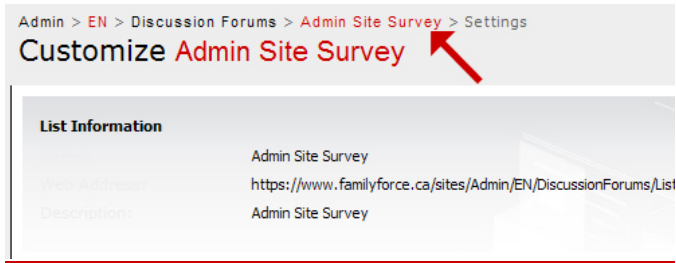 Admin > EN > Discussion Forums > Admin Site Survey > Settings
Customize Admin Site Survey
List Information
Admin Site Survey
Web Address: https://www.familyforce.ca/sites/Admin/EN/DiscussionForums/List
Description: Admin Site Survey